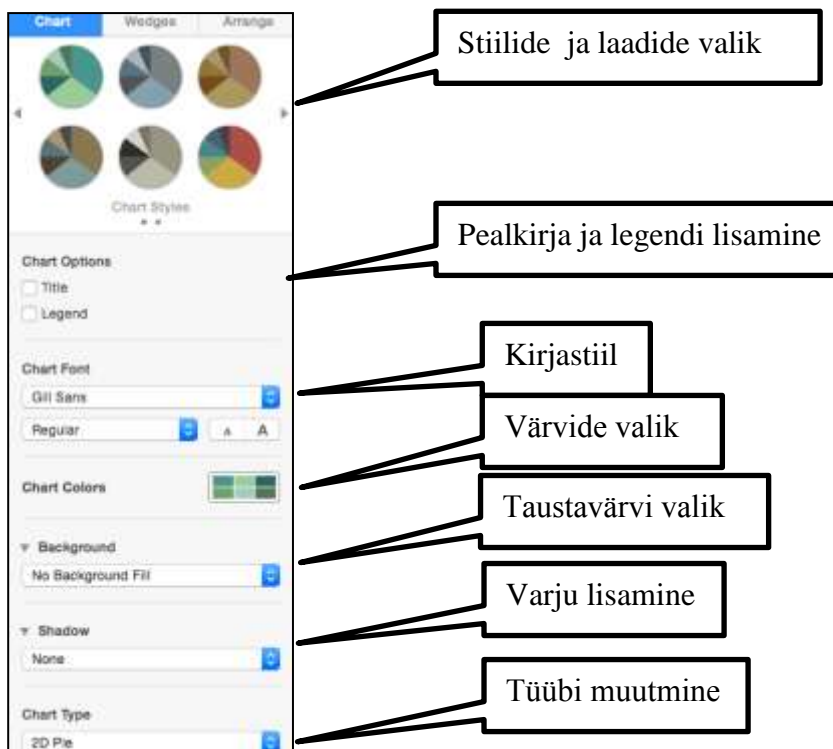 Chart Wedges Arrange
Stiilide ja laadide valik
Chart Styles
Pealkirja ja legendi lisamine
Chart Options
Title
Legend
Kirjastiil
Chart Font
Gill Sans
Regular A A
Värvide valik
Chart Colors
Taustavärvi valik
Background
No Background Fill
Varju lisamine
Shadow
None
Tüübi muutmine
Chart Type
2D Pie